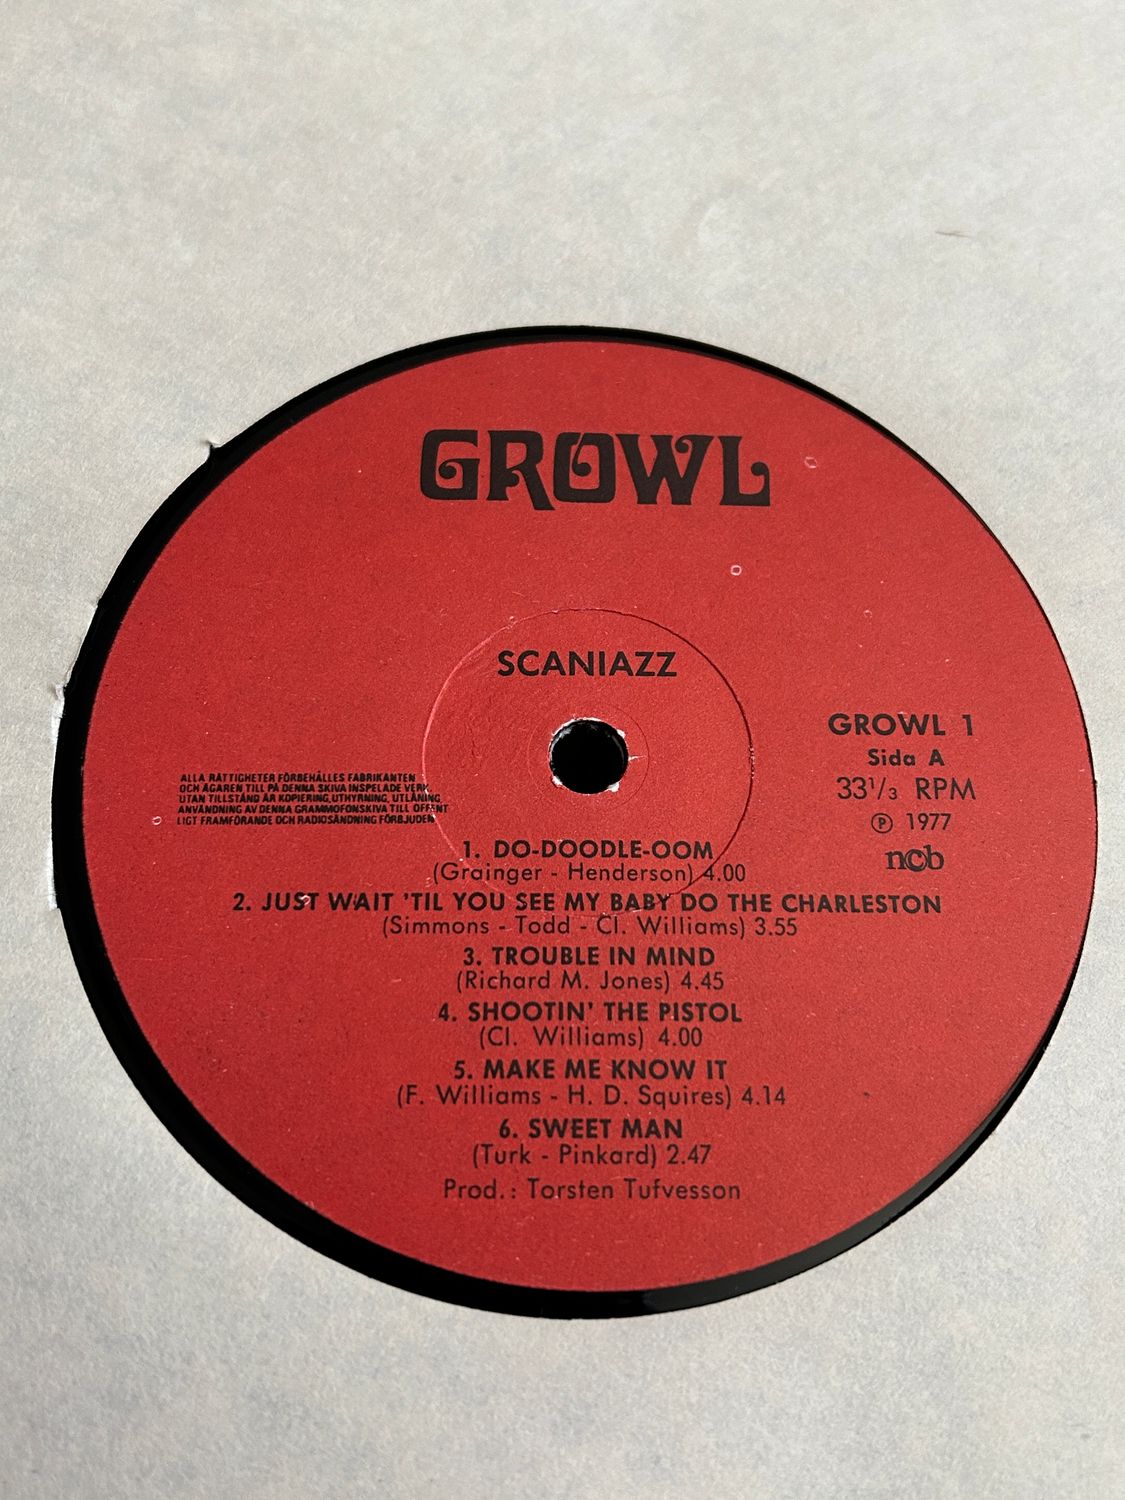 GROWL
SCANIAZZ
GROWL 1
Sida A
33 1/3 RPM
Ⓟ 1977
ncb
ALLA RÄTTIGHETER FÖRBEHÅLLES FABRIKANTEN
OCH ÄGAREN TILL PÅ DENNA SKIVA INSPELADE VERK.
UTAN TILLSTÅND ÄR KOPIERING, UTHYRNING, UTLÅNING,
ANVÄNDNING AV DENNA GRAMMOFONSKIVA TILL OFFENT
LIGT FRAMFÖRANDE OCH RADIOSÄNDNING FÖRBJUDEN
1. DO-DOODLE-OOM
(Grainger - Henderson) 4.00
2. JUST WAIT 'TIL YOU SEE MY BABY DO THE CHARLESTON
(Simmons - Todd - Cl. Williams) 3.55
3. TROUBLE IN MIND
(Richard M. Jones) 4.45
4. SHOOTIN' THE PISTOL
(Cl. Williams) 4.00
5. MAKE ME KNOW IT
(F. Williams - H. D. Squires) 4.14
6. SWEET MAN
(Turk - Pinkard) 2.47
Prod.: Torsten Tufvesson